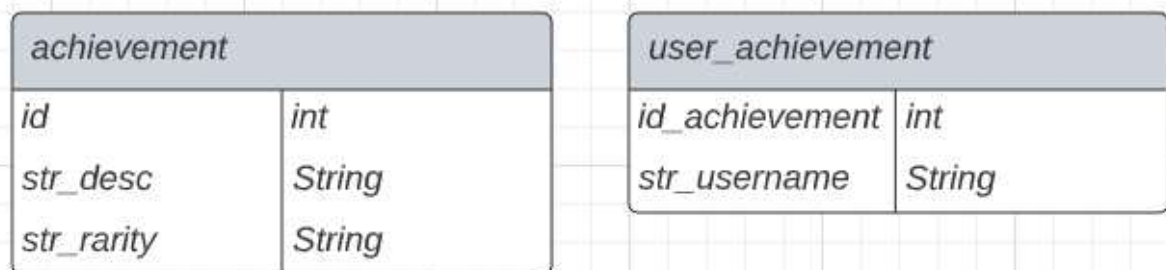 achievement
id int
str_desc String
str_rarity String
user_achievement
id_achievement int
str_username String